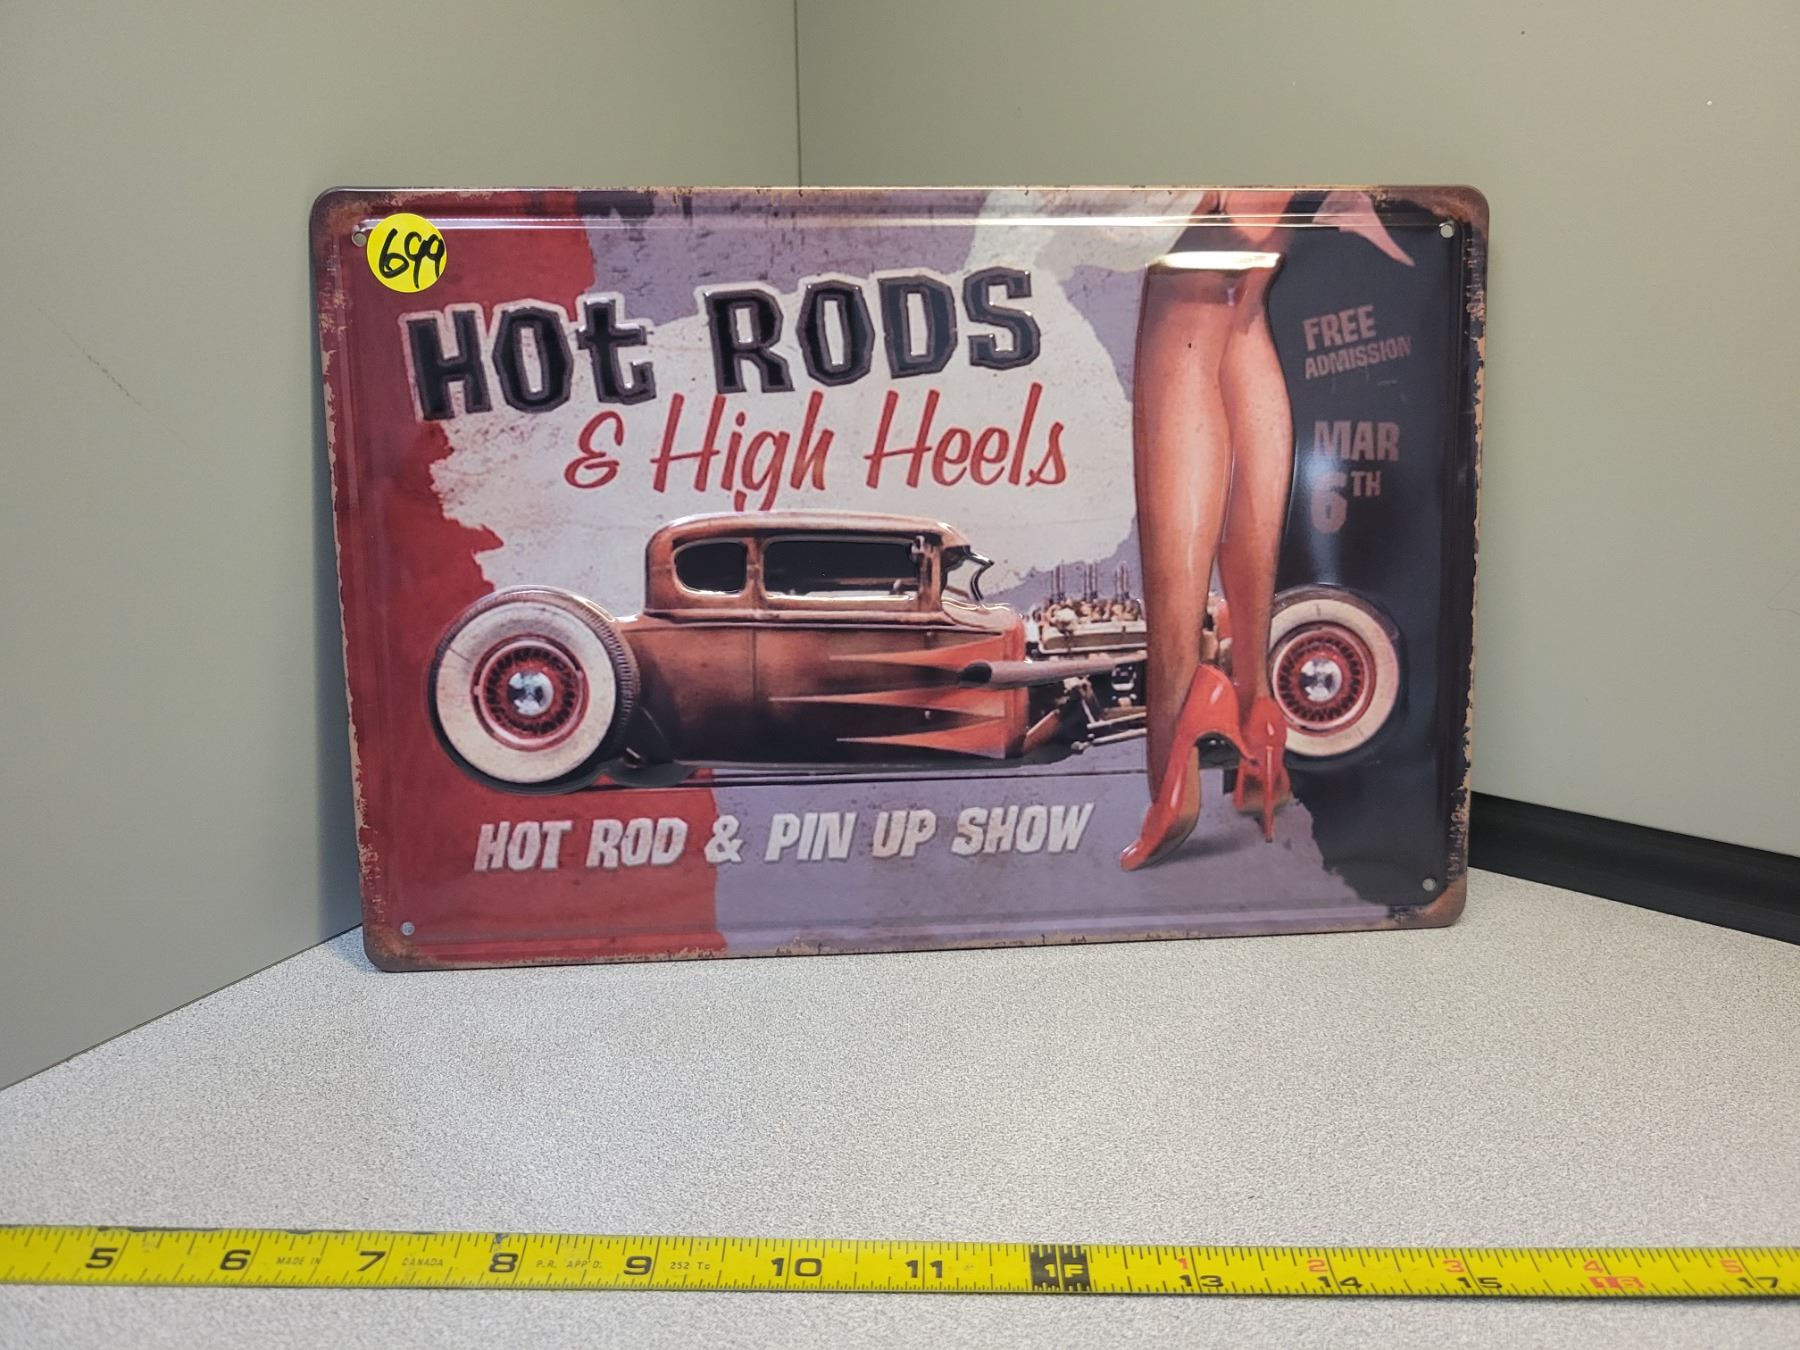 699
HOt RODS
& High Heels
FREE
ADMISSION
MAR
6TH
HOT ROD & PIN UP SHOW
5 6 MADE IN 7 CANADA 8 P.R. APP'D. 9 252 Tc 10 11 1F 1 2 3 4 5
13 14 15 16 17